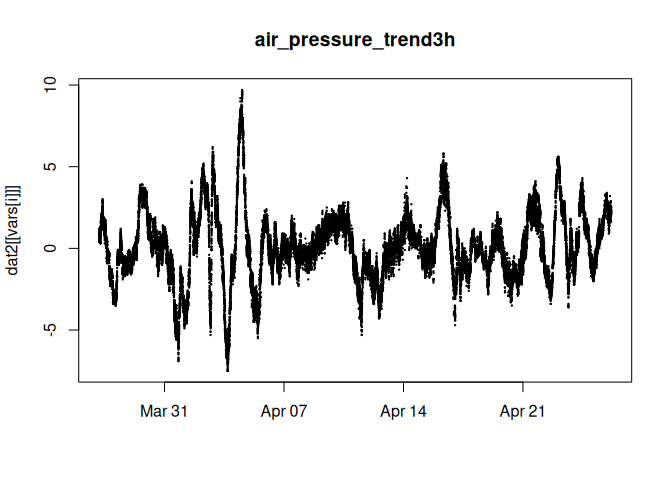 air_pressure_trend3h
dat2[[vars[i]]]
10
5
0
-5
Mar 31
Apr 07
Apr 14
Apr 21